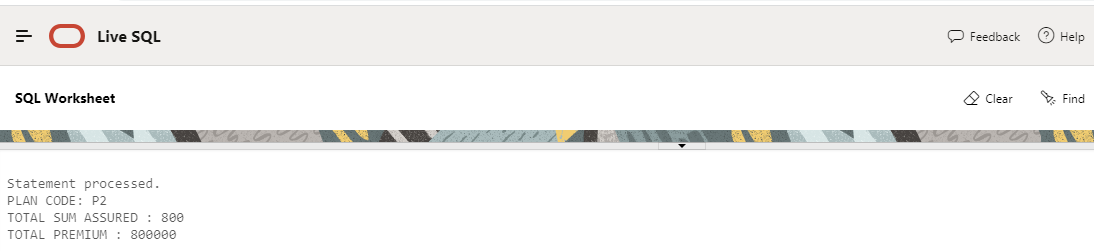 Live SQL
Feedback
Help
SQL Worksheet
Clear
Find
Statement processed.
PLAN CODE: P2
TOTAL SUM ASSURED : 800
TOTAL PREMIUM : 800000